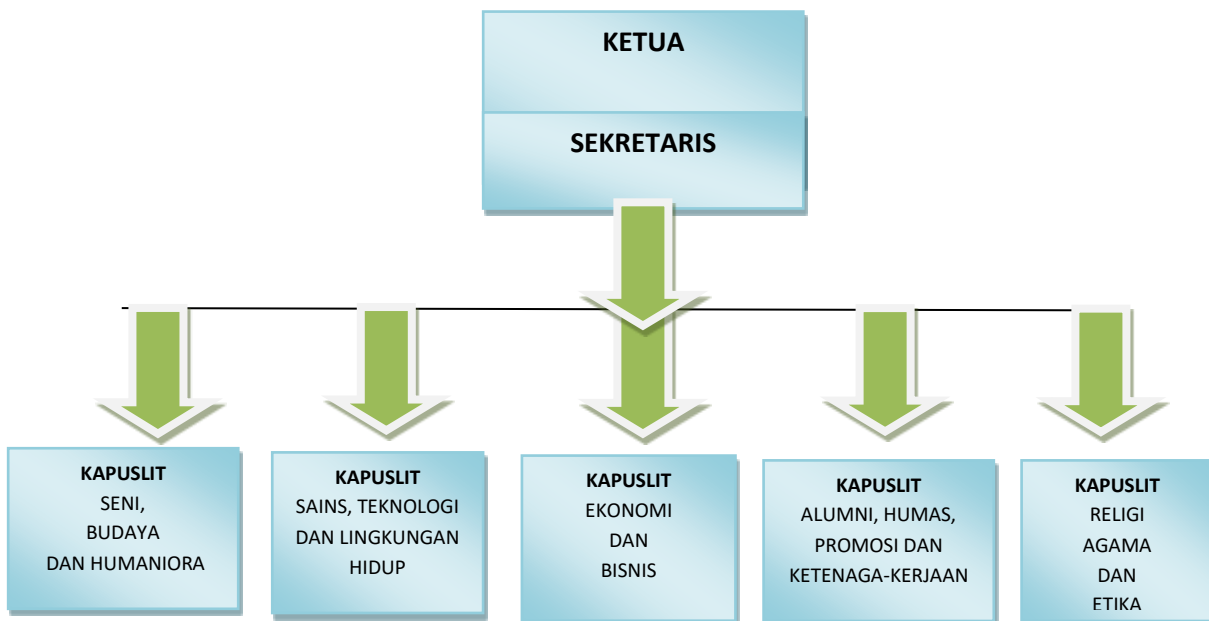 KETUA
SEKRETARIS
KAPUSLIT
SENI,
BUDAYA
DAN HUMANIORA
KAPUSLIT
SAINS, TEKNOLOGI
DAN LINGKUNGAN
HIDUP
KAPUSLIT
EKONOMI
DAN
BISNIS
KAPUSLIT
ALUMNI, HUMAS,
PROMOSI DAN
KETENAGA-KERJAAN
KAPUSLIT
RELIGI
AGAMA
DAN
ETIKA